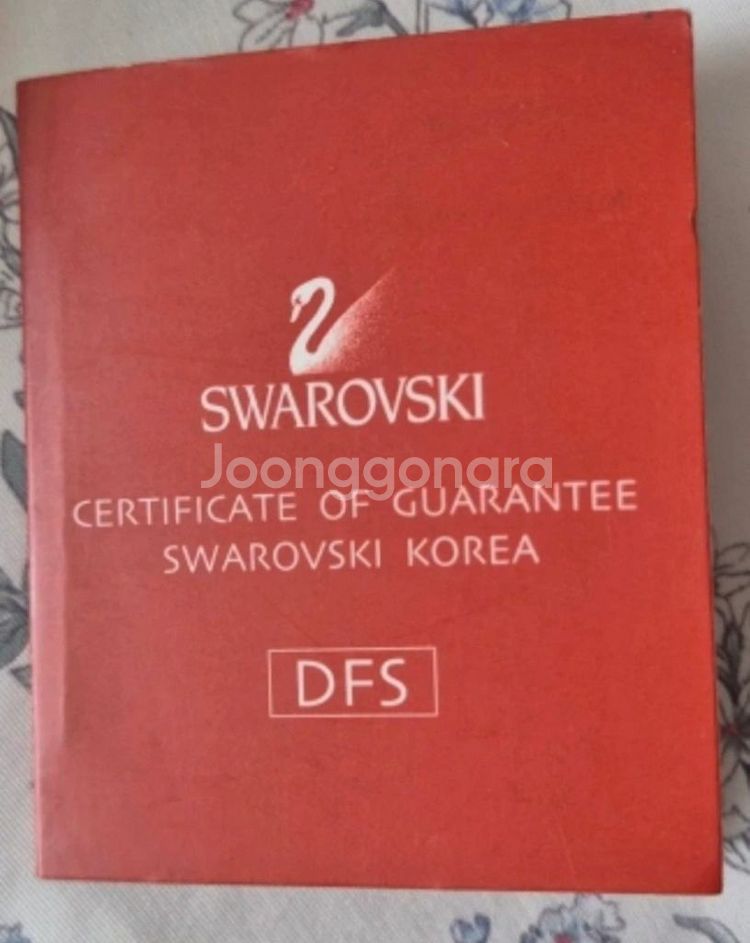 SWAROVSKI
Joonggonara
CERTIFICATE OF GUARANTEE
SWAROVSKI KOREA
DFS